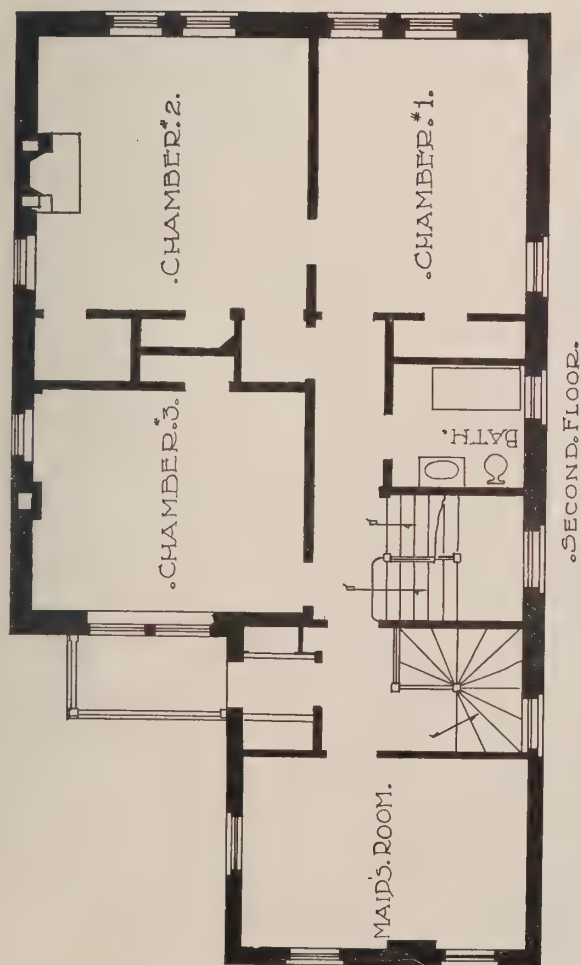 .CHAMBER.#2.
.CHAMBER.#1.
.CHAMBER.#3.
BATH.
MAID'S.ROOM.
.SECOND.FLOOR.